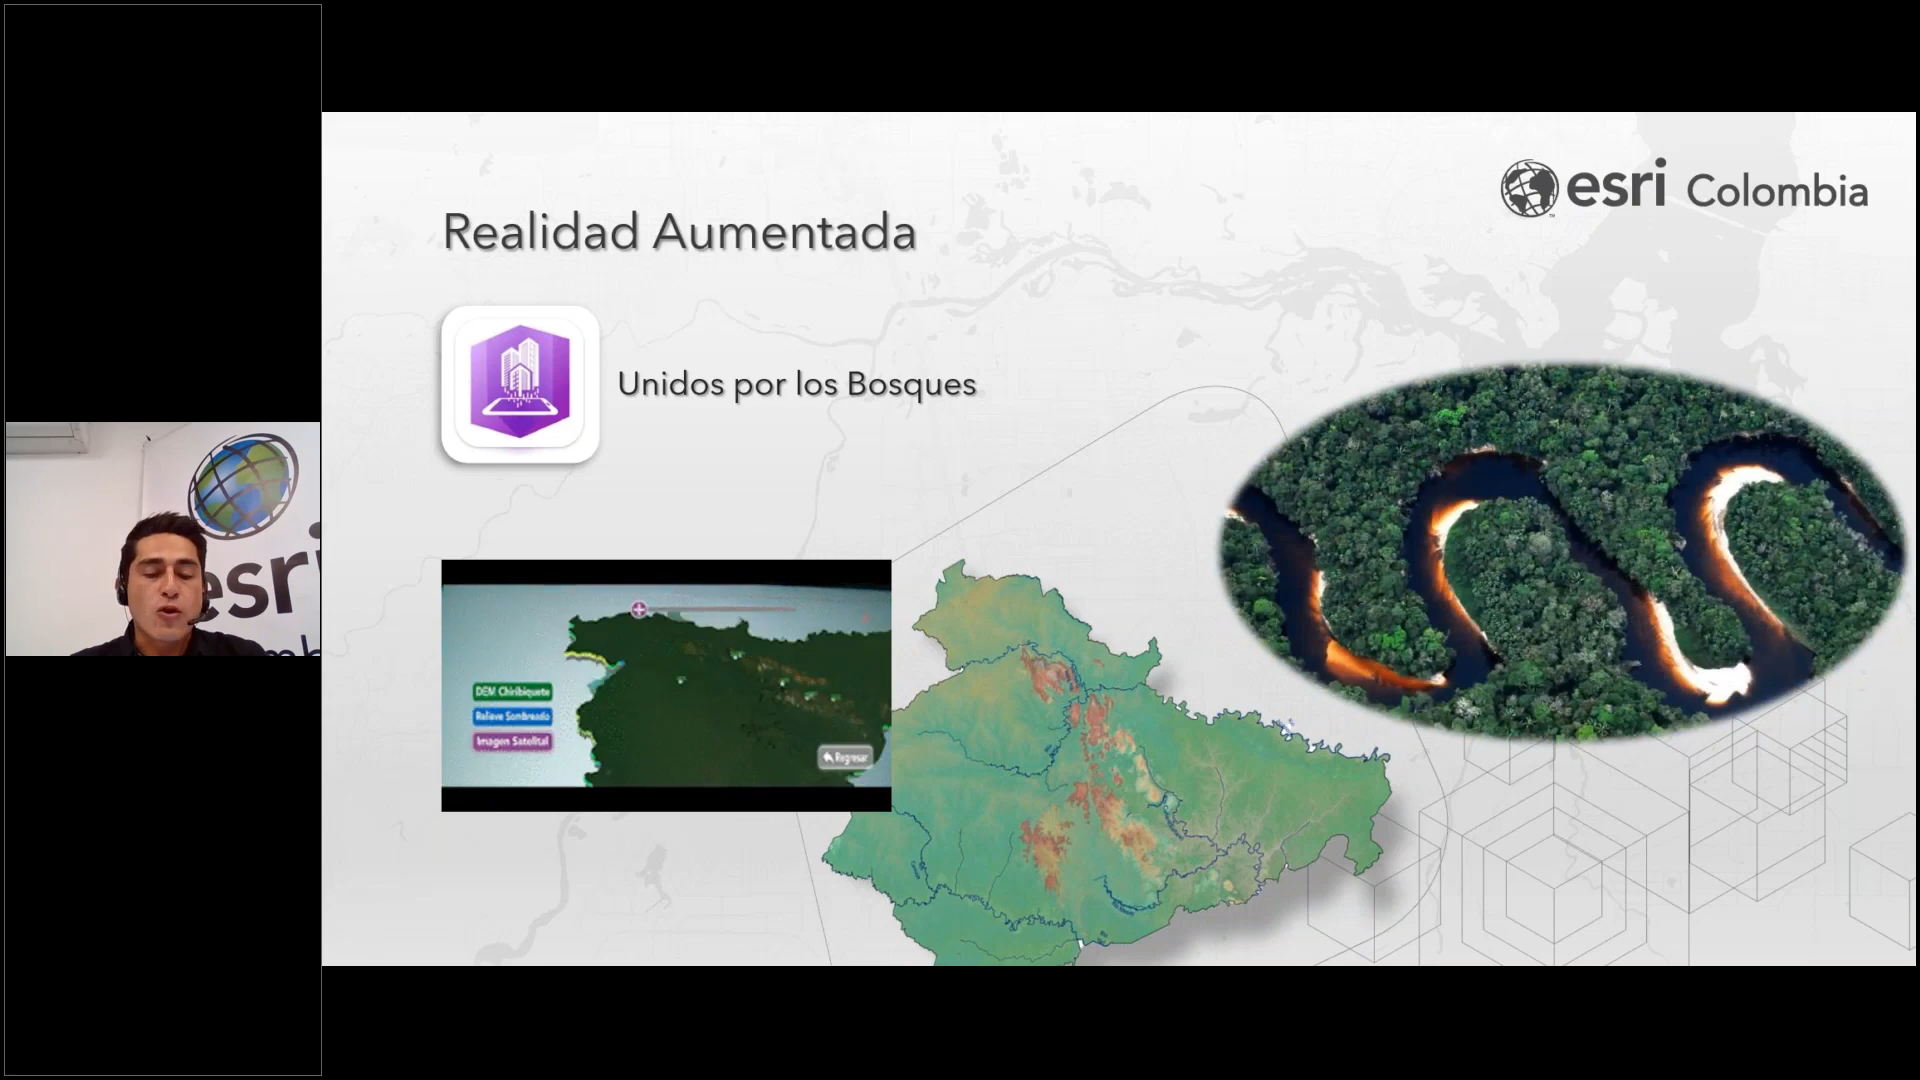 esri Colombia
Realidad Aumentada
Unidos por los Bosques
DEM Chiribiquete
Relieve Sombreado
Imagen Satelital
Regresar
esri